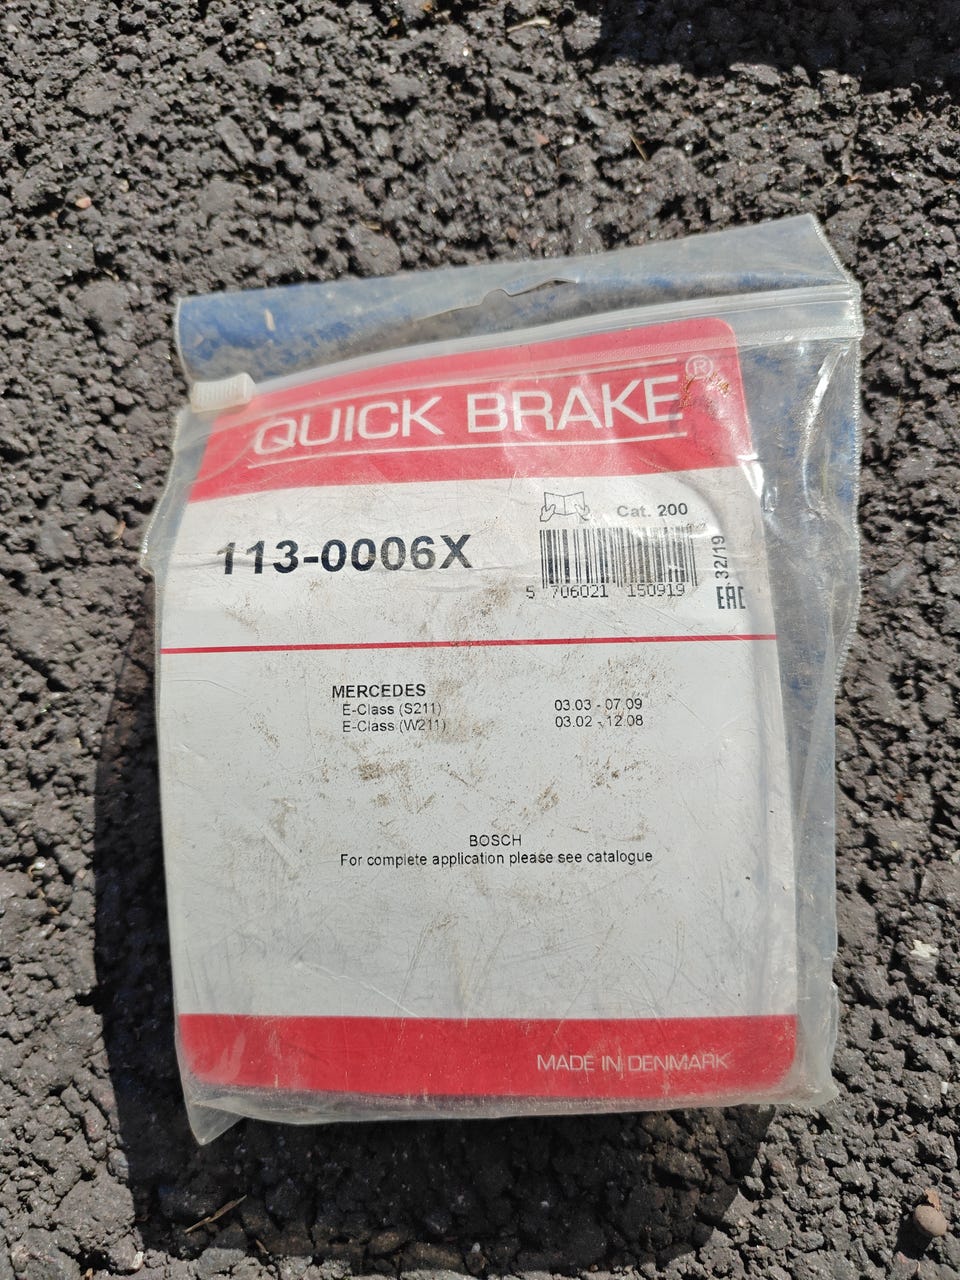 QUICK BRAKE®
Cat. 200
113-0006X
5 706021 150919
32/19
EAC
MERCEDES
E-Class (S211) 03.03 - 07.09
E-Class (W211) 03.02 - 12.08
BOSCH
For complete application please see catalogue
MADE IN DENMARK